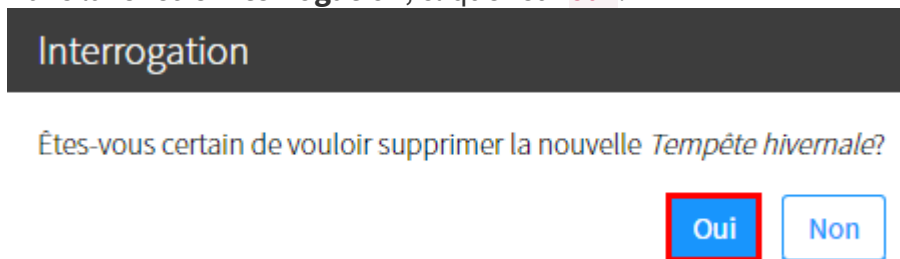 Interrogation
Êtes-vous certain de vouloir supprimer la nouvelle Tempête hivernale?
Oui Non